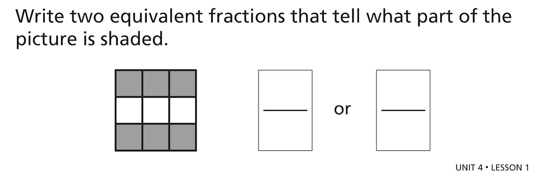 Write two equivalent fractions that tell what part of the
picture is shaded.
or
UNIT 4 • LESSON 1